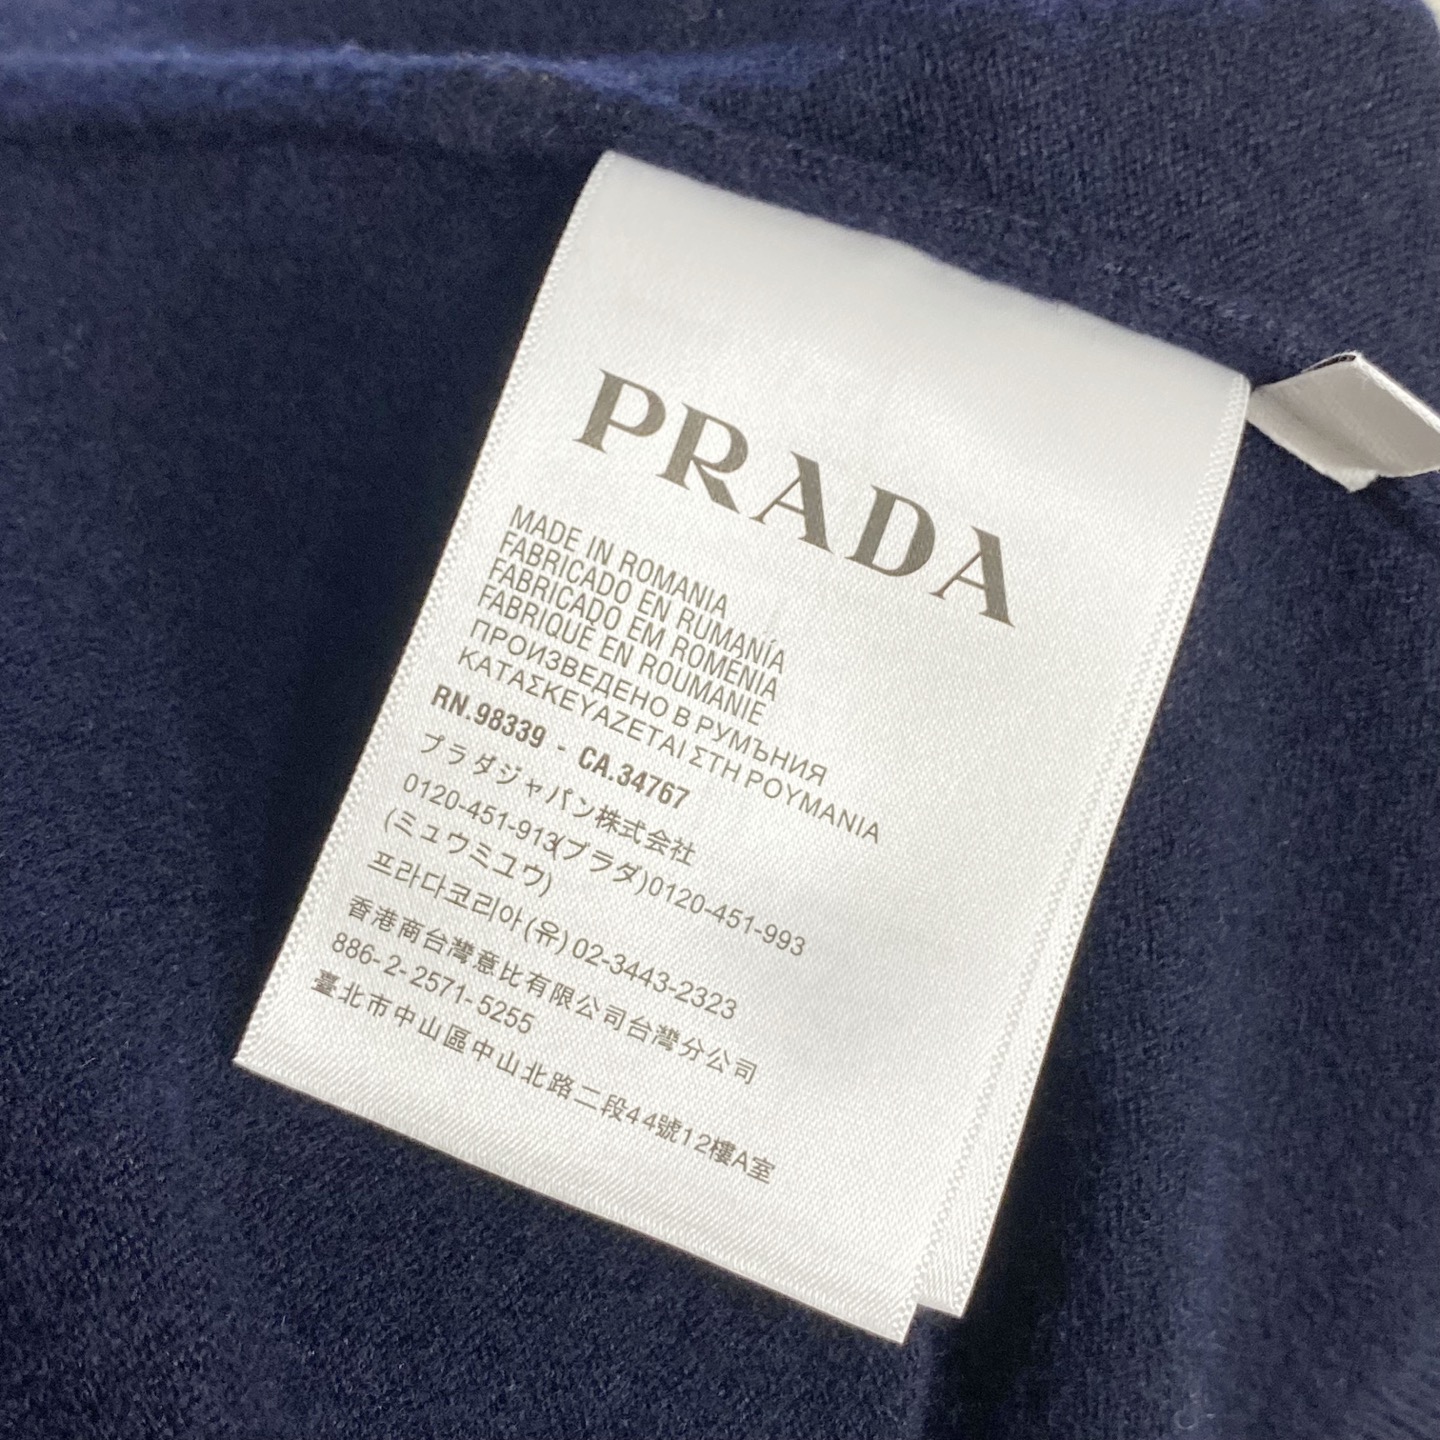 PRADA
MADE IN ROMANIA
FABRICADO EN RUMANÍA
FABRICADO EM ROMÉNIA
FABRIQUÉ EN ROUMANIE
ПРОИЗВЕДЕНО В РУМЪНИЯ
ΚΑΤΑΣΚΕΥΑΖΕΤΑΙ ΣΤΗ ΡΟΥΜΑΝΙΑ
RN.98339 - CA.34767
プラダジャパン株式会社
0120-451-913(プラダ)0120-451-993
(ミュウミュウ)
프라다코리아(유) 02-3443-2323
香港商台灣意比有限公司台灣分公司
886-2-2571-5255
臺北市中山區中山北路二段44號12樓A室